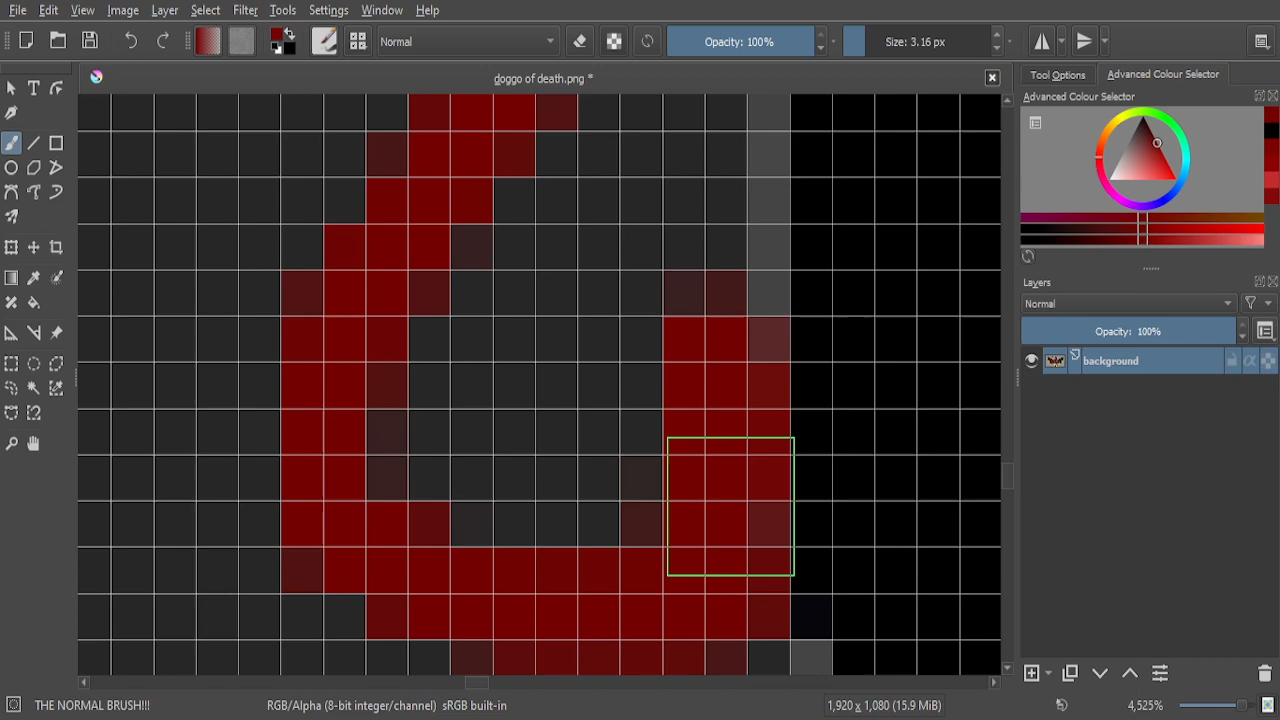 File Edit View Image Layer Select Filter Tools Settings Window Help
Normal Opacity: 100% Size: 3.16 px
doggo of death.png *
Tool Options Advanced Colour Selector
Advanced Colour Selector
Layers
Normal
Opacity: 100%
background
THE NORMAL BRUSH!!! RGB/Alpha (8-bit integer/channel) sRGB built-in 1,920 x 1,080 (15.9 MiB) 4,525%